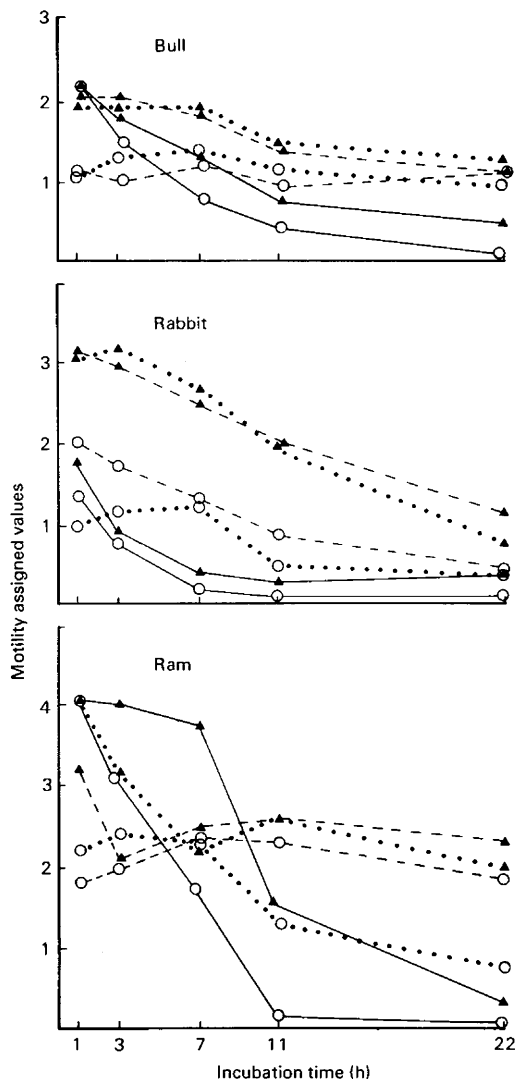 3
Bull
2
1
Rabbit
3
2
1
Motility assigned values
Ram
4
3
2
1
1 3 7 11 22
Incubation time (h)